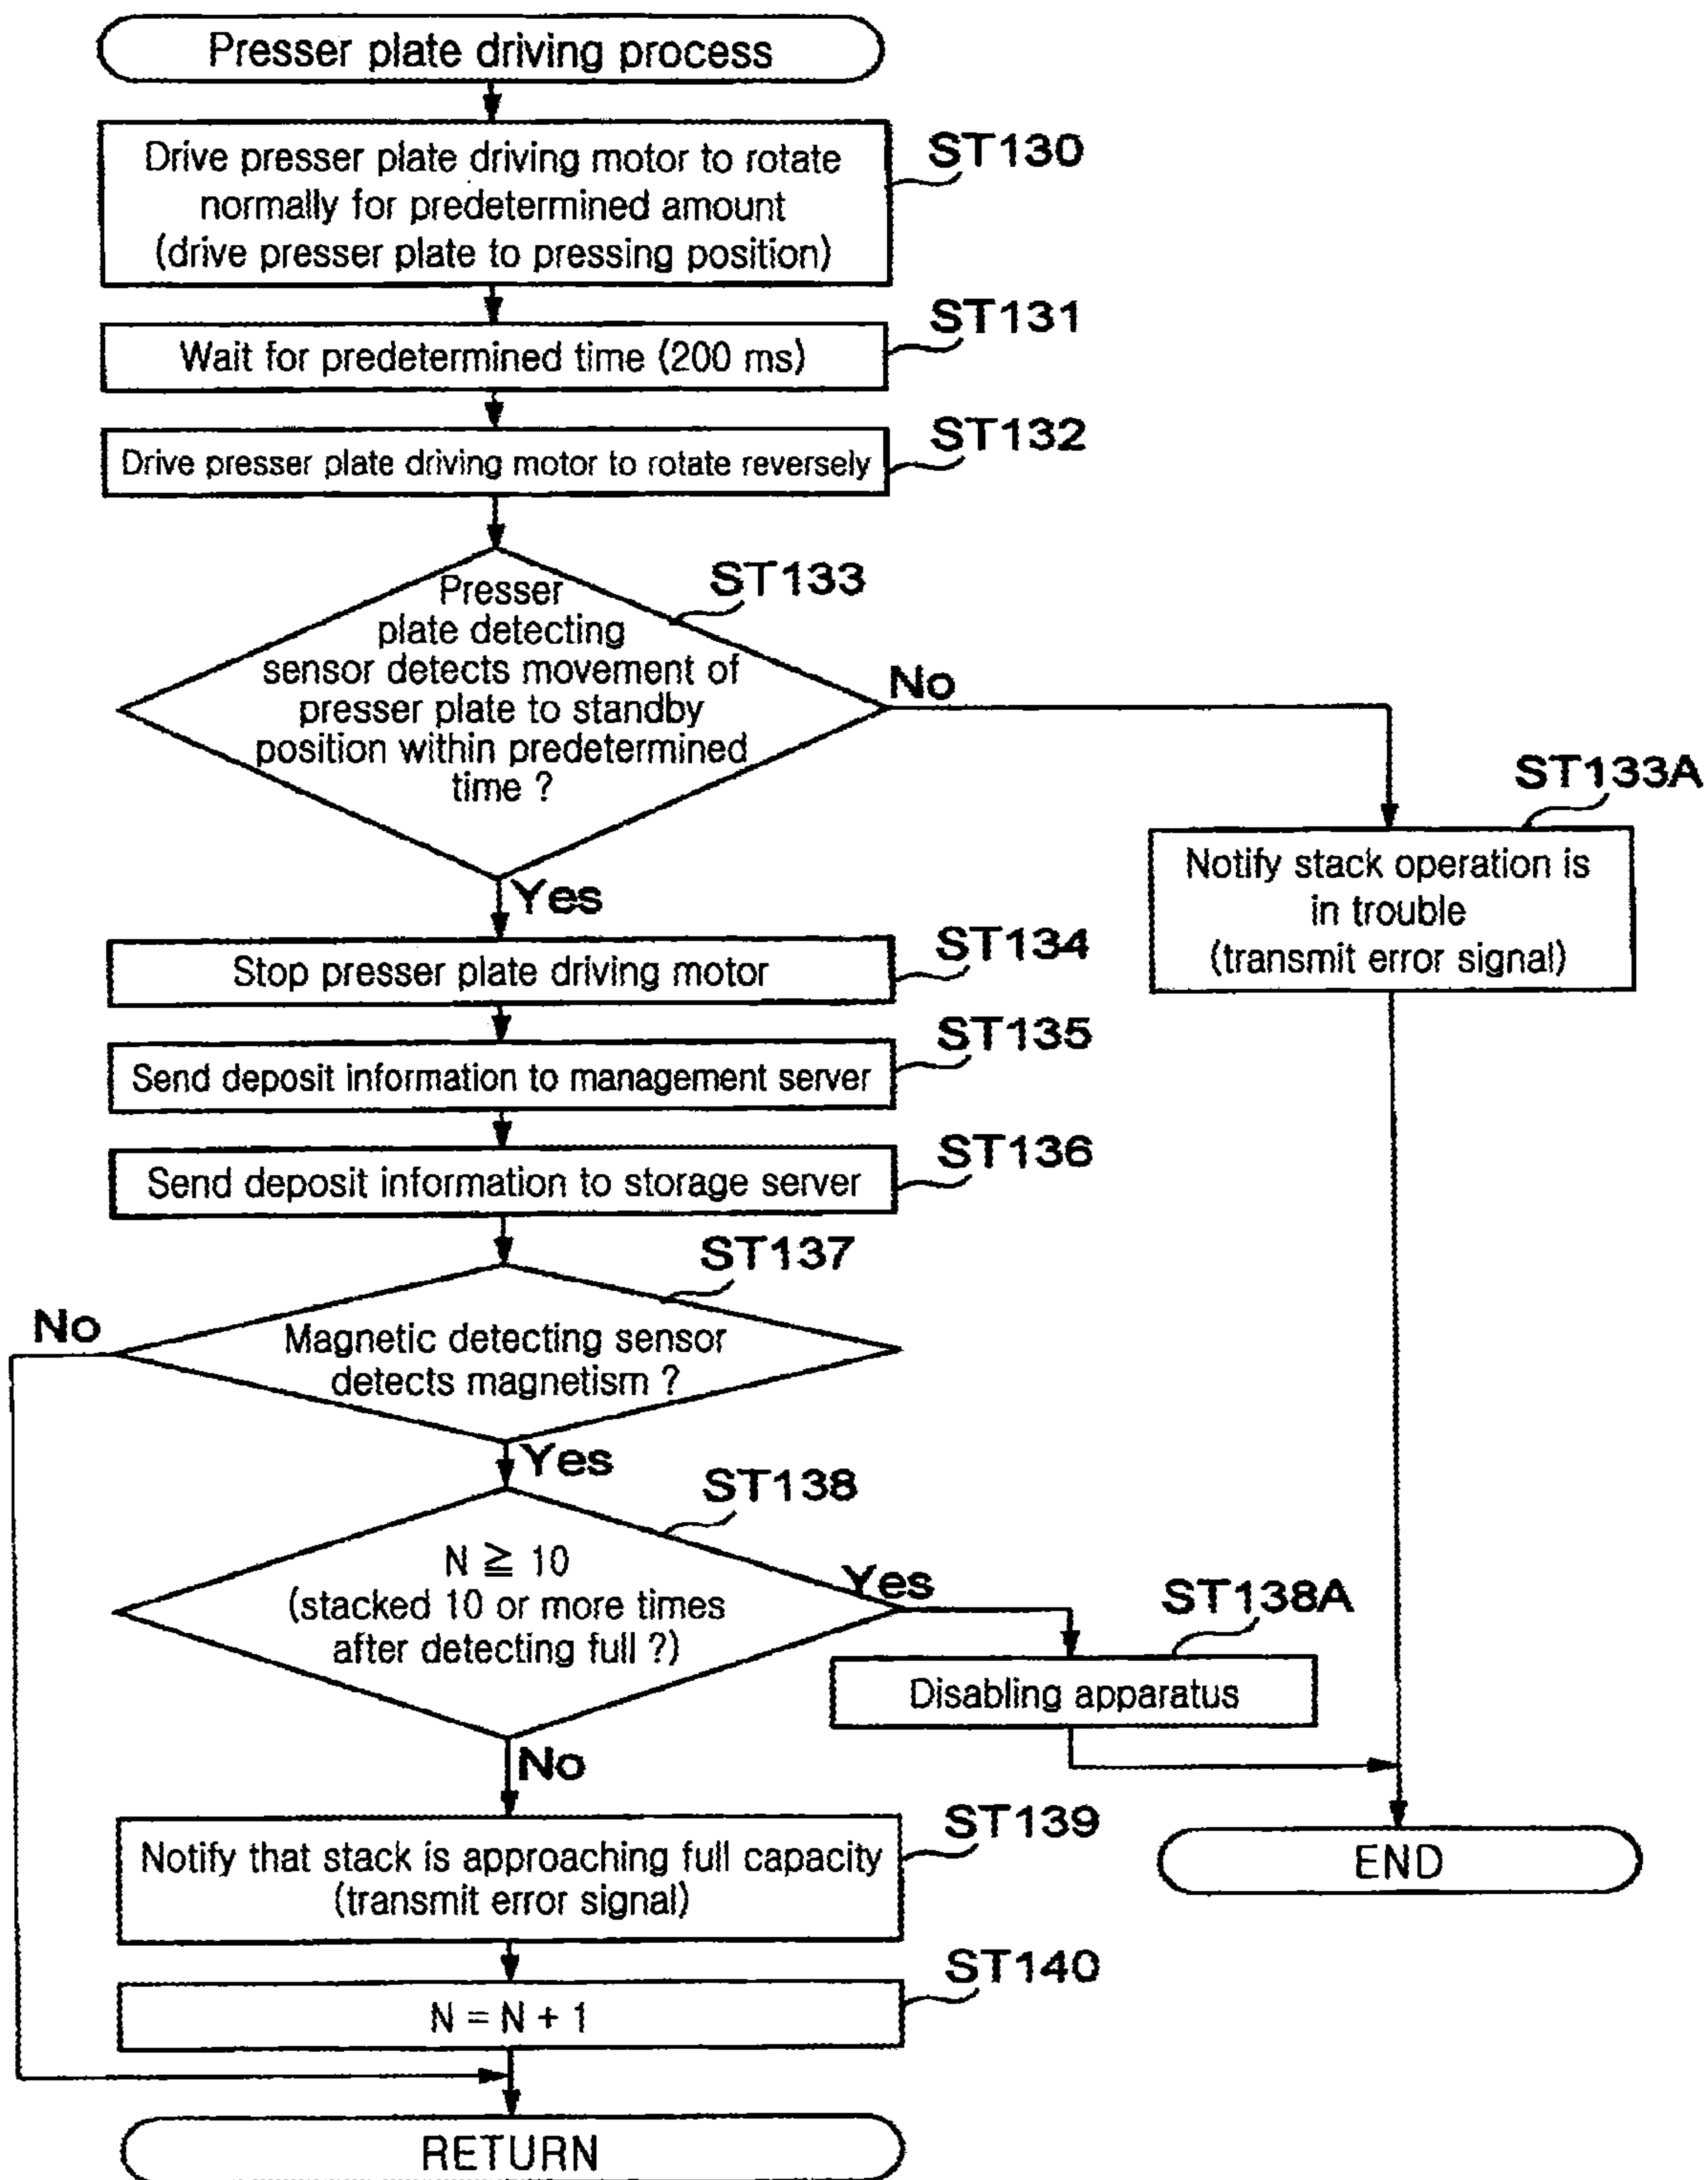 Presser plate driving process
Drive presser plate driving motor to rotate
normally for predetermined amount
(drive presser plate to pressing position)
ST130
Wait for predetermined time (200 ms)
ST131
Drive presser plate driving motor to rotate reversely
ST132
Presser
plate detecting
sensor detects movement of
presser plate to standby
position within predetermined
time ?
ST133
No
ST133A
Notify stack operation is
in trouble
(transmit error signal)
Yes
Stop presser plate driving motor
ST134
Send deposit information to management server
ST135
Send deposit information to storage server
ST136
ST137
No
Magnetic detecting sensor
detects magnetism ?
Yes
ST138
N ≧ 10
(stacked 10 or more times
after detecting full ?)
Yes
ST138A
Disabling apparatus
No
Notify that stack is approaching full capacity
(transmit error signal)
ST139
END
N = N + 1
ST140
RETURN